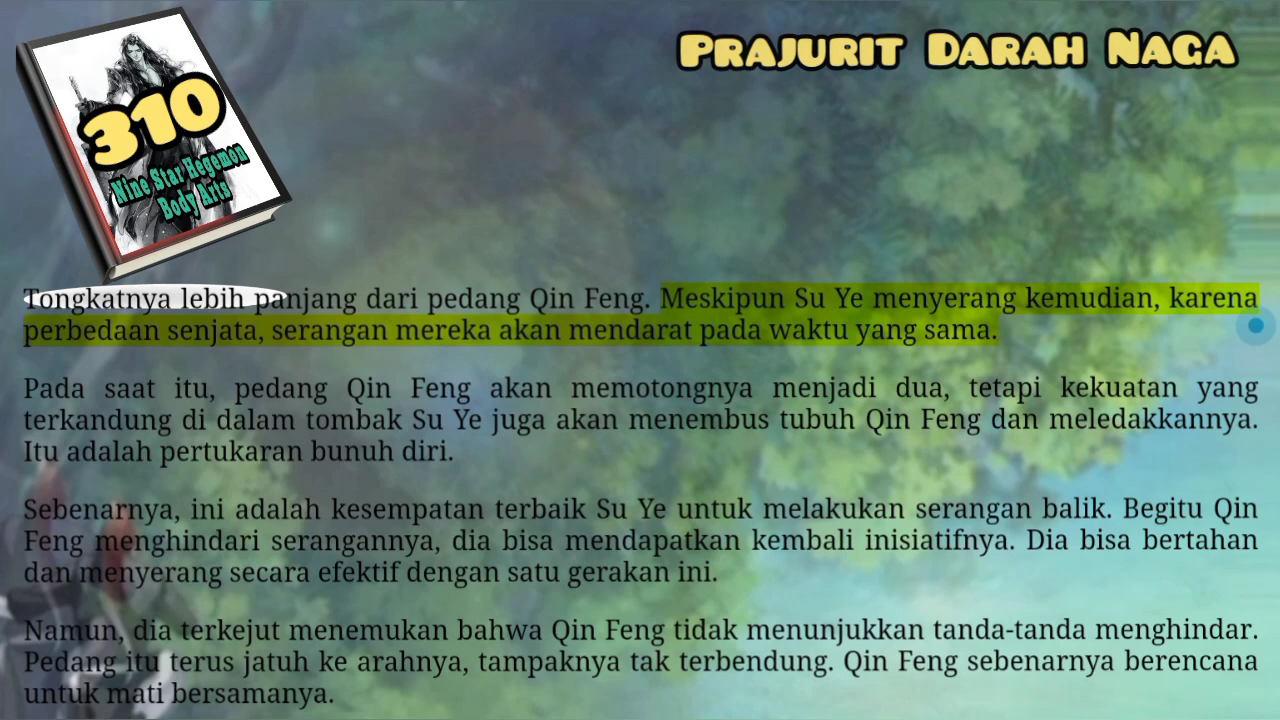 Prajurit Darah Naga
310
Nine Star Hegemon
Body Arts
Tongkatnya lebih panjang dari pedang Qin Feng. Meskipun Su Ye menyerang kemudian, karena
perbedaan senjata, serangan mereka akan mendarat pada waktu yang sama.
Pada saat itu, pedang Qin Feng akan memotongnya menjadi dua, tetapi kekuatan yang
terkandung di dalam tombak Su Ye juga akan menembus tubuh Qin Feng dan meledakkannya.
Itu adalah pertukaran bunuh diri.
Sebenarnya, ini adalah kesempatan terbaik Su Ye untuk melakukan serangan balik. Begitu Qin
Feng menghindari serangannya, dia bisa mendapatkan kembali inisiatifnya. Dia bisa bertahan
dan menyerang secara efektif dengan satu gerakan ini.
Namun, dia terkejut menemukan bahwa Qin Feng tidak menunjukkan tanda-tanda menghindar.
Pedang itu terus jatuh ke arahnya, tampaknya tak terbendung. Qin Feng sebenarnya berencana
untuk mati bersamanya.